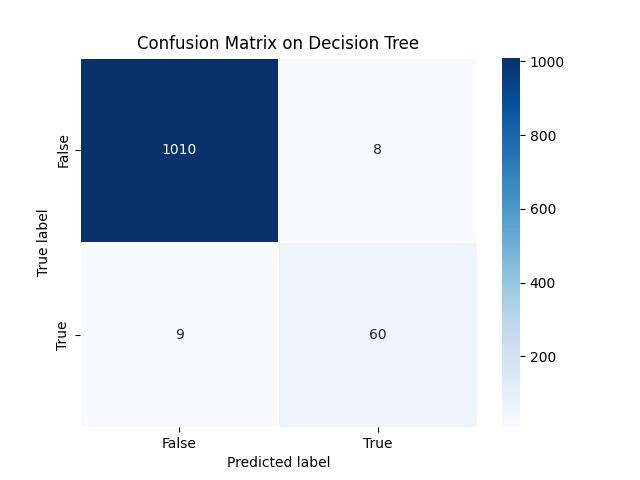 Confusion Matrix on Decision Tree
True label
False
1010
8
True
9
60
False
True
Predicted label
1000
800
600
400
200